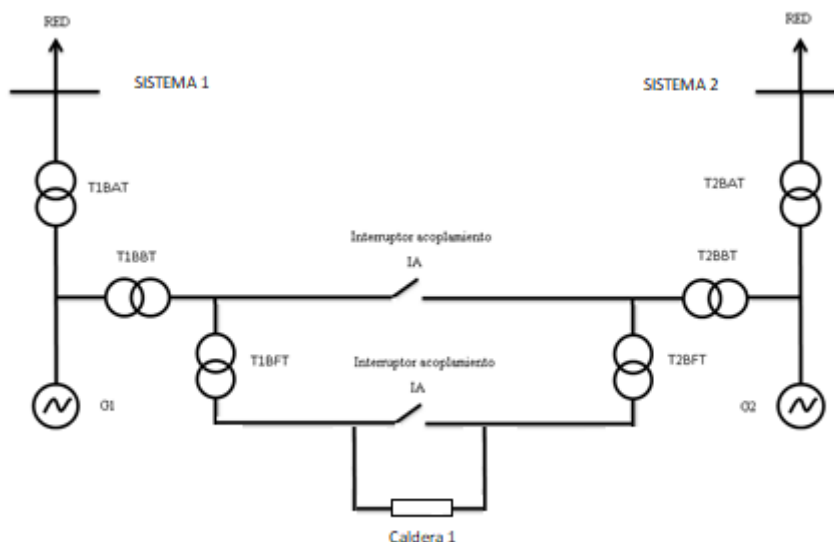 RED
RED
SISTEMA 1
SISTEMA 2
T1BAT
T2BAT
Interruptor acoplamiento
T1BBT
T2BBT
IA
T1BFT
Interruptor acoplamiento
T2BFT
IA
G1
G2
Caldera 1